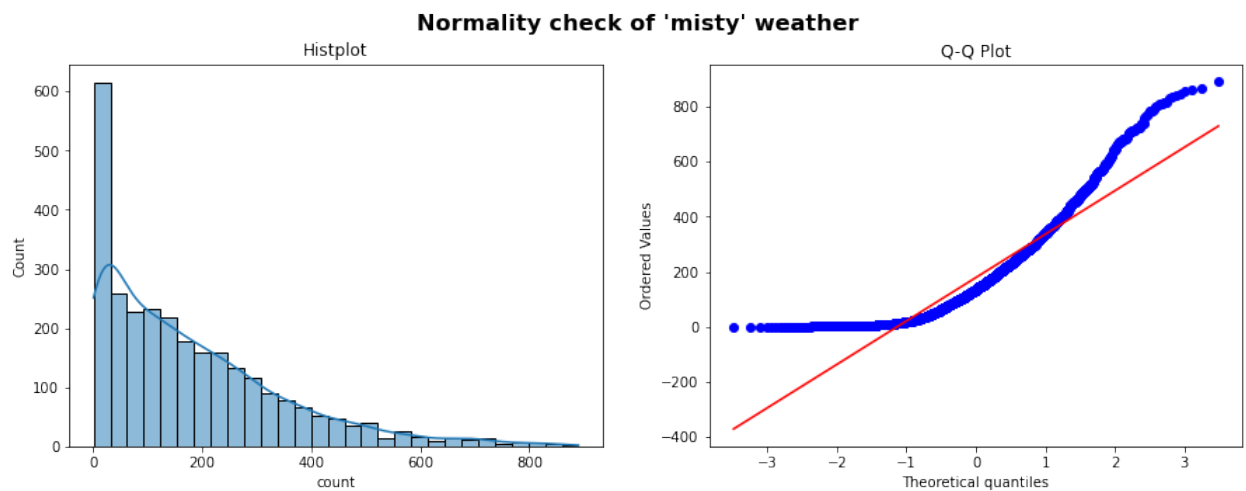 Normality check of 'misty' weather
Histplot
Count
600
500
400
300
200
100
0
0 200 400 600 800
count
Q-Q Plot
Ordered Values
800
600
400
200
0
−200
−400
−3 −2 −1 0 1 2 3
Theoretical quantiles